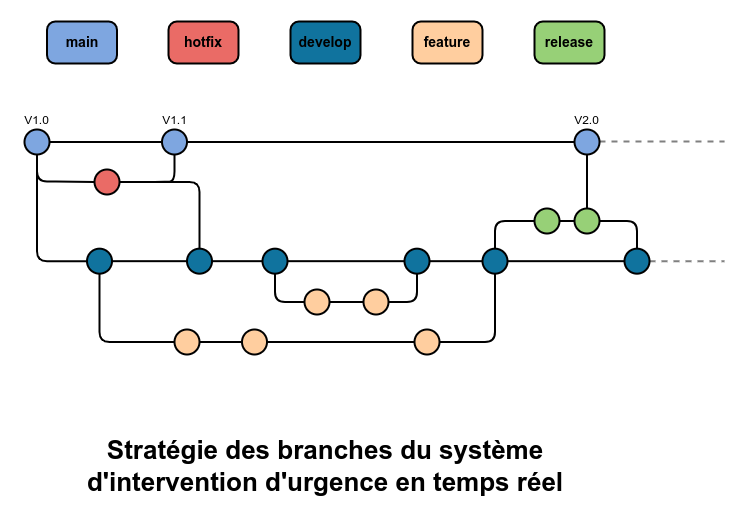 main
hotfix
develop
feature
release
V1.0
V1.1
V2.0
Stratégie des branches du système
d'intervention d'urgence en temps réel